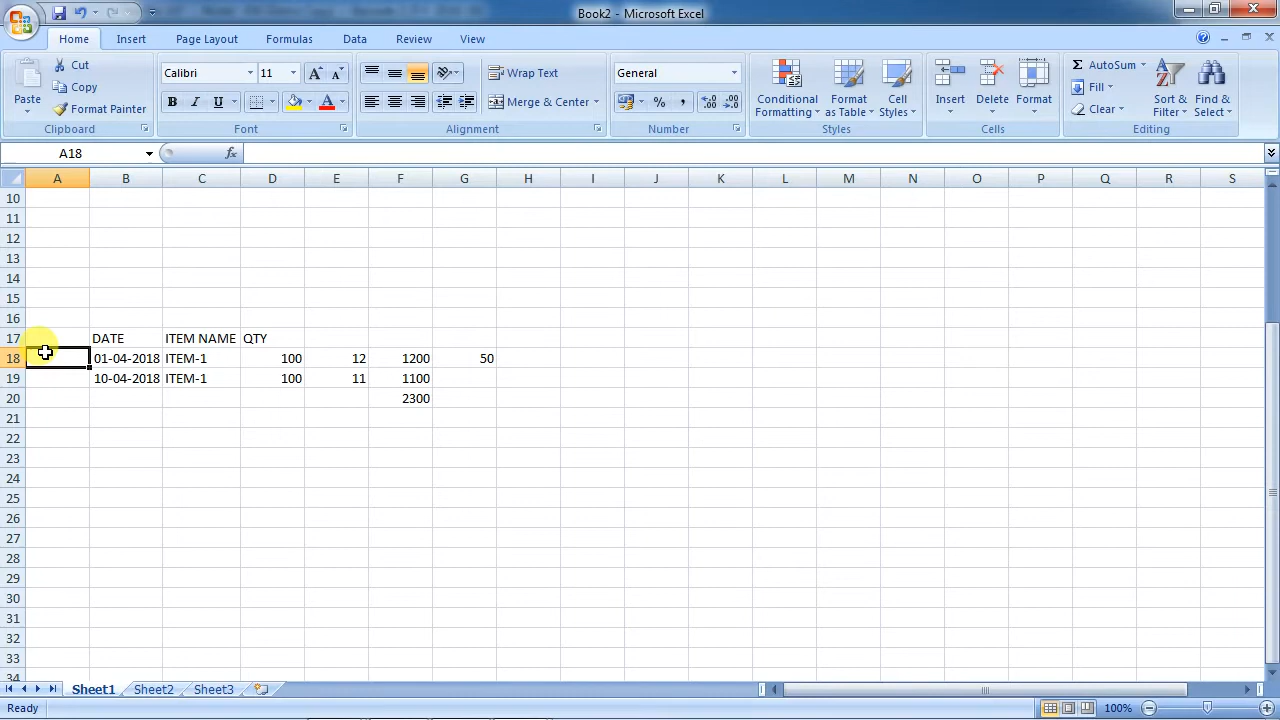 Book2 - Microsoft Excel
Home Insert Page Layout Formulas Data Review View
Cut Calibri 11 Wrap Text General AutoSum
Copy
Paste Format Painter Merge & Center Conditional Formatting Format as Table Cell Styles Insert Delete Format Fill Clear Sort & Filter Find & Select
Clipboard Font Alignment Number Styles Cells Editing
A18 fx
A B C D E F G H I J K L M N O P Q R S
10
11
12
13
14
15
16
17 DATE ITEM NAME QTY
18 01-04-2018 ITEM-1 100 12 1200 50
19 10-04-2018 ITEM-1 100 11 1100
20 2300
21
22
23
24
25
26
27
28
29
30
31
32
33
34
Sheet1 Sheet2 Sheet3
Ready 100%